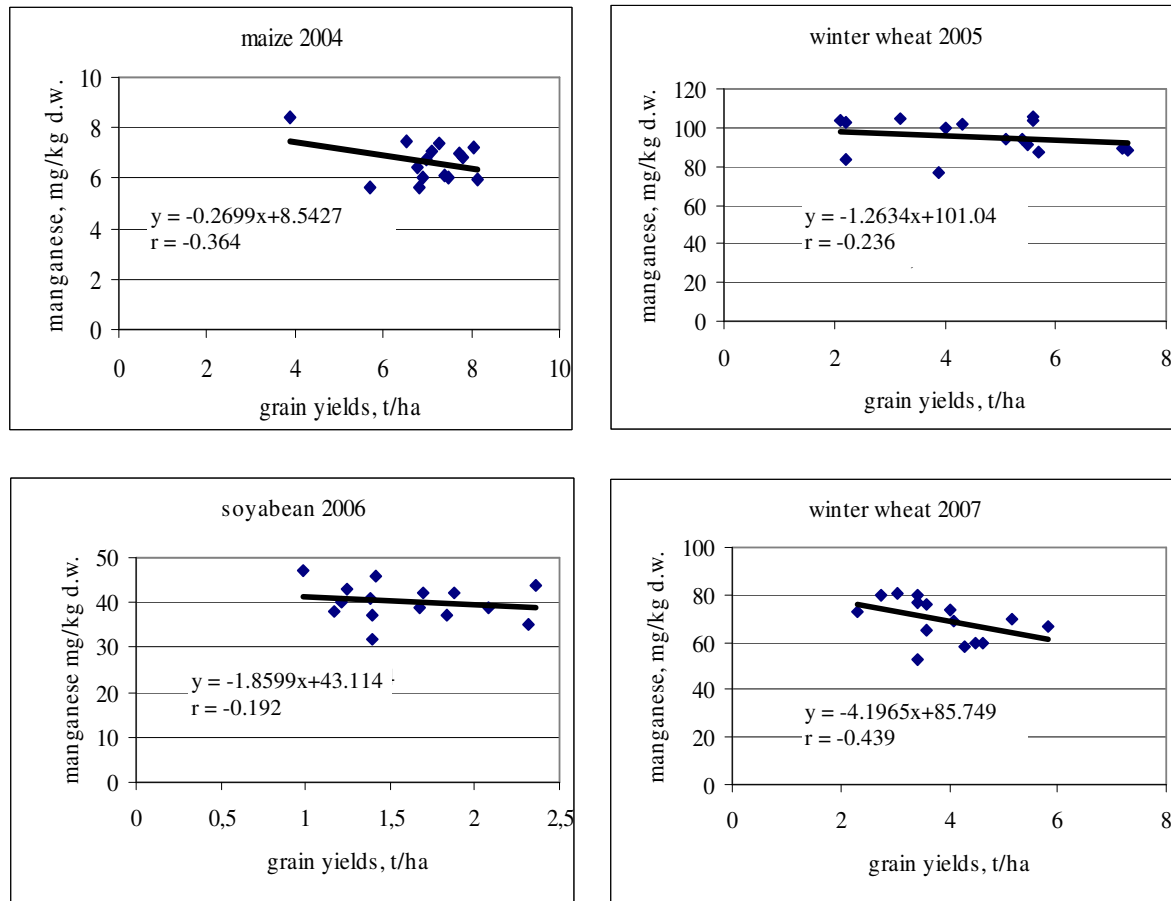 maize 2004
manganese, mg/kg d.w.
10
8
6
4
2
0
y = -0.2699x+8.5427
r = -0.364
0 2 4 6 8 10
grain yields, t/ha
winter wheat 2005
manganese, mg/kg d.w.
120
100
80
60
40
20
0
y = -1.2634x+101.04
r = -0.236
0 2 4 6 8
grain yields, t/ha
soyabean 2006
manganese mg/kg d.w.
50
40
30
20
10
0
y = -1.8599x+43.114
r = -0.192
0 0,5 1 1,5 2 2,5
grain yields, t/ha
winter wheat 2007
manganese, mg/kg d.w.
100
80
60
40
20
0
y = -4.1965x+85.749
r = -0.439
0 2 4 6 8
grain yields, t/ha